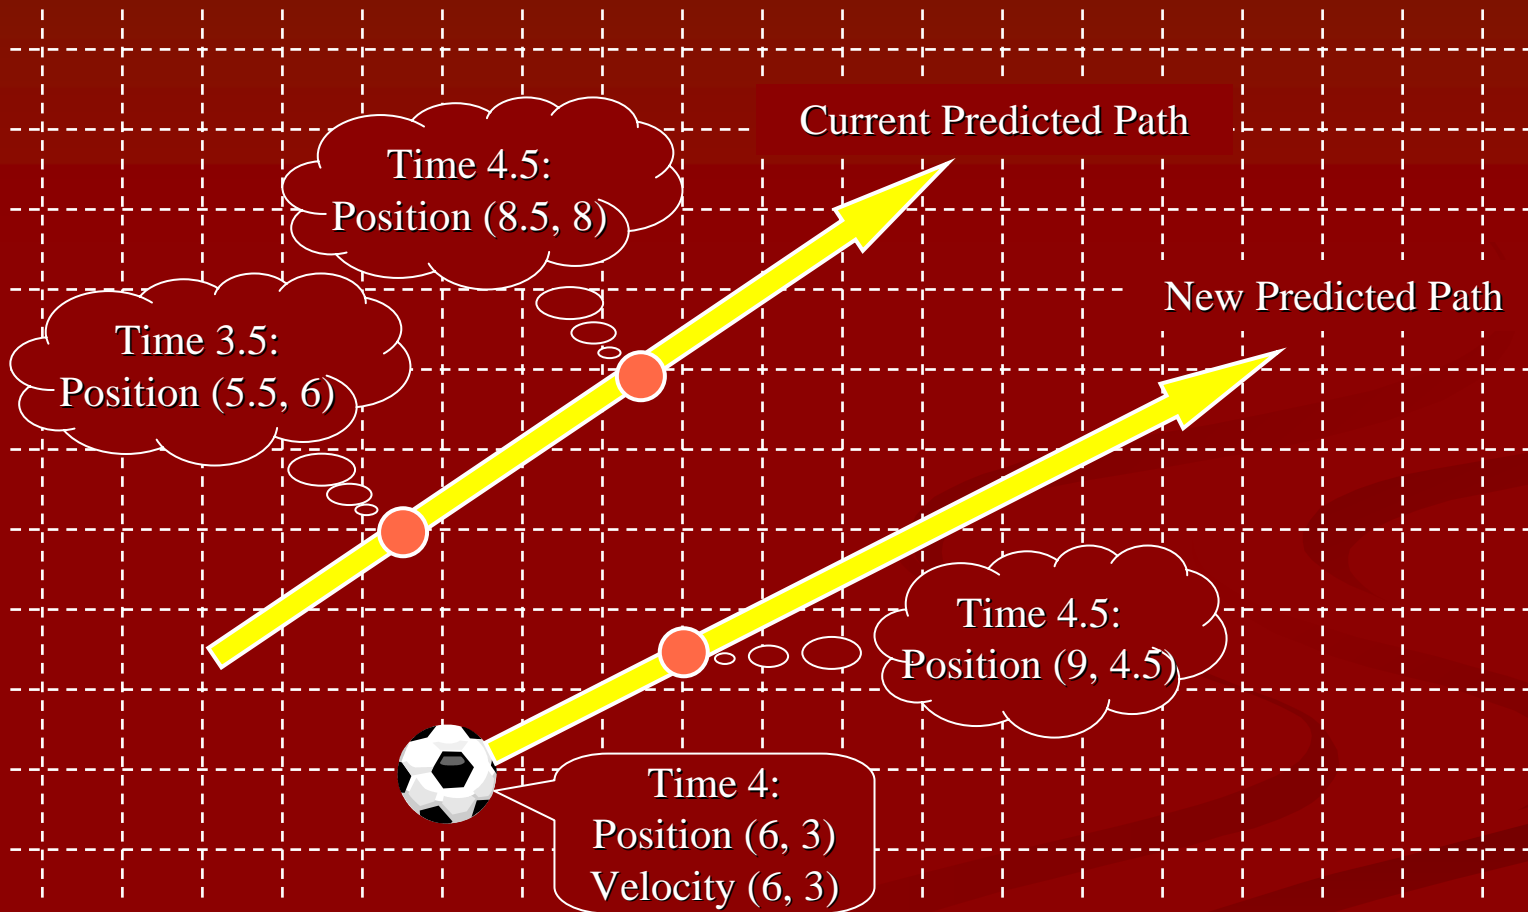 Current Predicted Path
Time 4.5:
Position (8.5, 8)
New Predicted Path
Time 3.5:
Position (5.5, 6)
Time 4.5:
Position (9, 4.5)
Time 4:
Position (6, 3)
Velocity (6, 3)